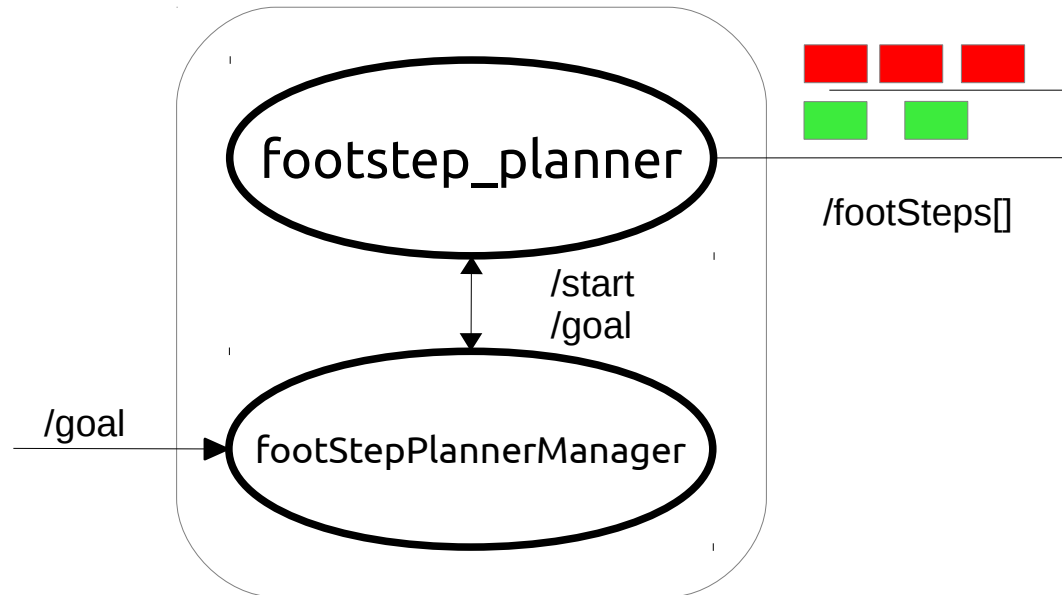 footstep_planner
/footSteps[]
/start
/goal
/goal
footStepPlannerManager